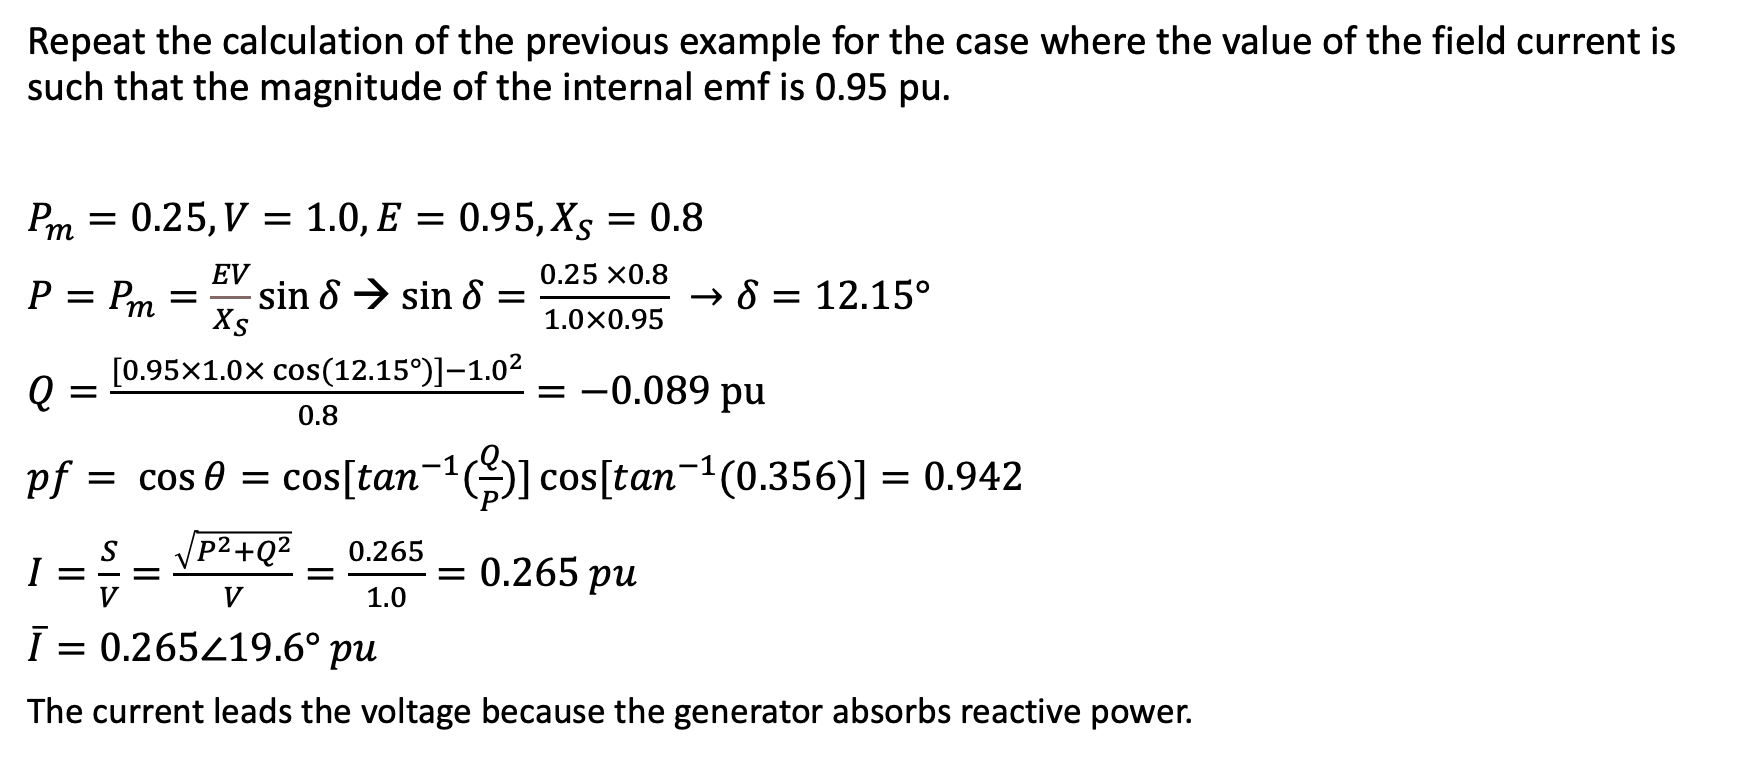 Repeat the calculation of the previous example for the case where the value of the field current is
such that the magnitude of the internal emf is 0.95 pu.
Pₘ = 0.25, V = 1.0, E = 0.95, X_S = 0.8
P = Pₘ = EV/X_S sin δ → sin δ = 0.25 ×0.8/1.0×0.95 → δ = 12.15°
Q = [0.95×1.0× cos(12.15°)]−1.0²/0.8 = −0.089 pu
pf = cos θ = cos[tan⁻¹(Q/P)] cos[tan⁻¹(0.356)] = 0.942
I = S/V = √(P²+Q²)/V = 0.265/1.0 = 0.265 pu
Ī = 0.265∠19.6° pu
The current leads the voltage because the generator absorbs reactive power.